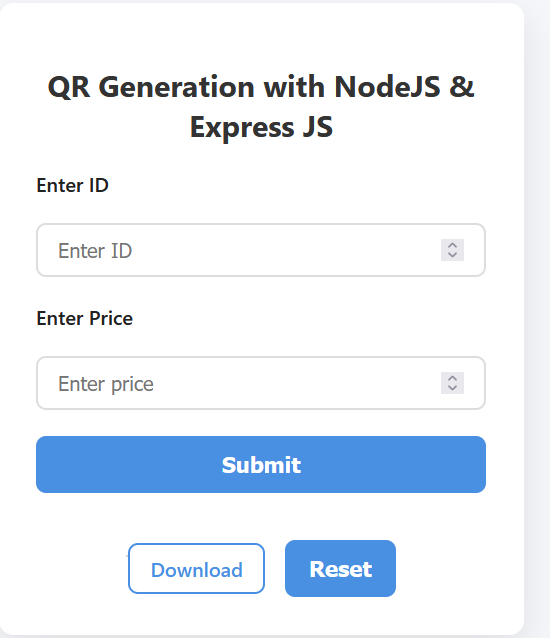 QR Generation with NodeJS &
Express JS
Enter ID
Enter ID
Enter Price
Enter price
Submit
Download
Reset